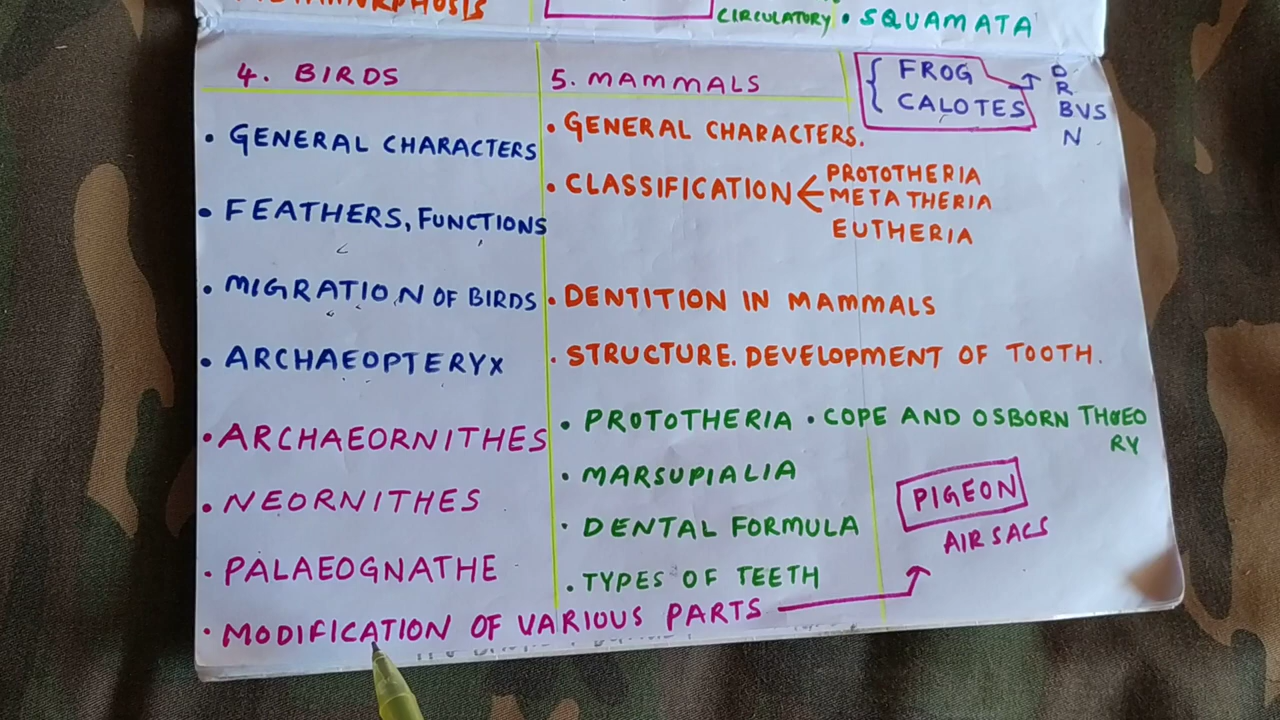 CIRCULATORY • SQUAMATA
4. BIRDS
• GENERAL CHARACTERS
• FEATHERS, FUNCTIONS
• MIGRATION OF BIRDS
• ARCHAEOPTERYX
• ARCHAEORNITHES
• NEORNITHES
• PALAEOGNATHE
• MODIFICATION OF VARIOUS PARTS →
5. MAMMALS
• GENERAL CHARACTERS.
• CLASSIFICATION
PROTOTHERIA
METATHERIA
EUTHERIA
• DENTITION IN MAMMALS
• STRUCTURE. DEVELOPMENT OF TOOTH.
• PROTOTHERIA • COPE AND OSBORN THOEO
RY
• MARSUPIALIA
• DENTAL FORMULA
• TYPES OF TEETH
FROG
CALOTES
D
R
BVS
N
PIGEON
AIR SACS